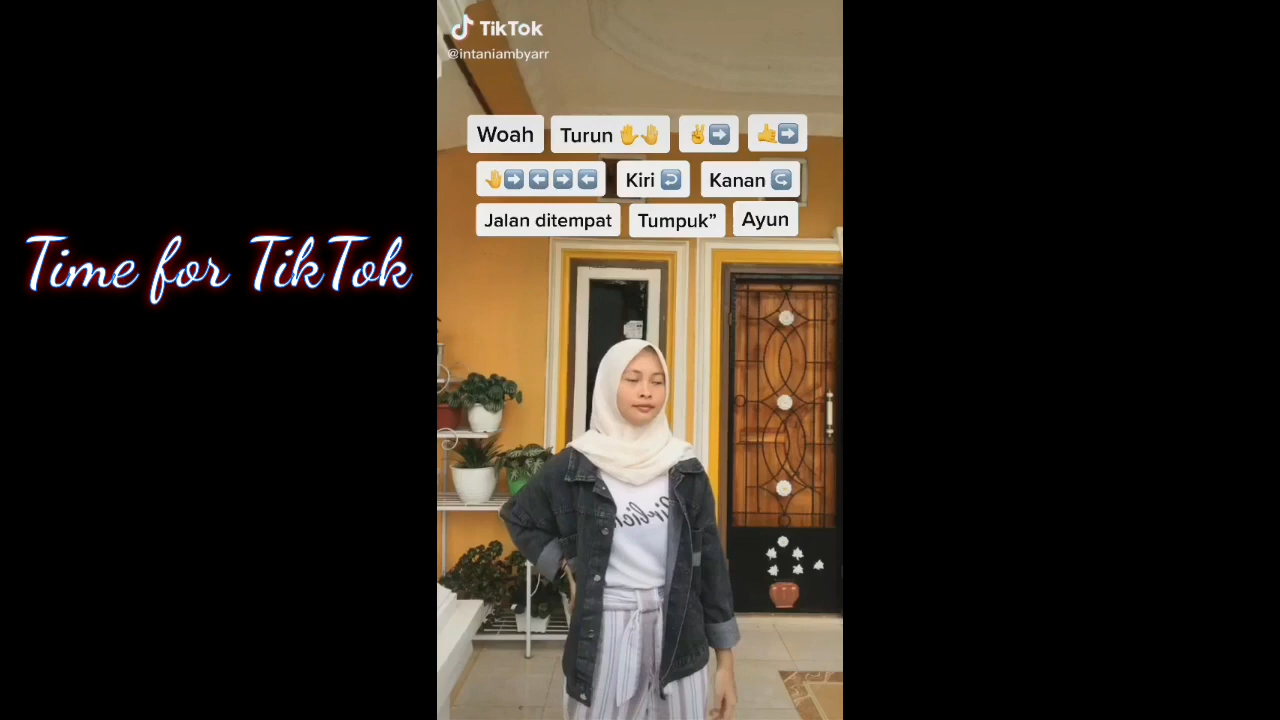 TikTok
@intaniambyarr
Woah Turun ✋🤚 ✌️➡️ 🤙➡️
🤚➡️⬅️➡️⬅️ Kiri ↩️ Kanan ↪️
Jalan ditempat Tumpuk” Ayun
Time for TikTok